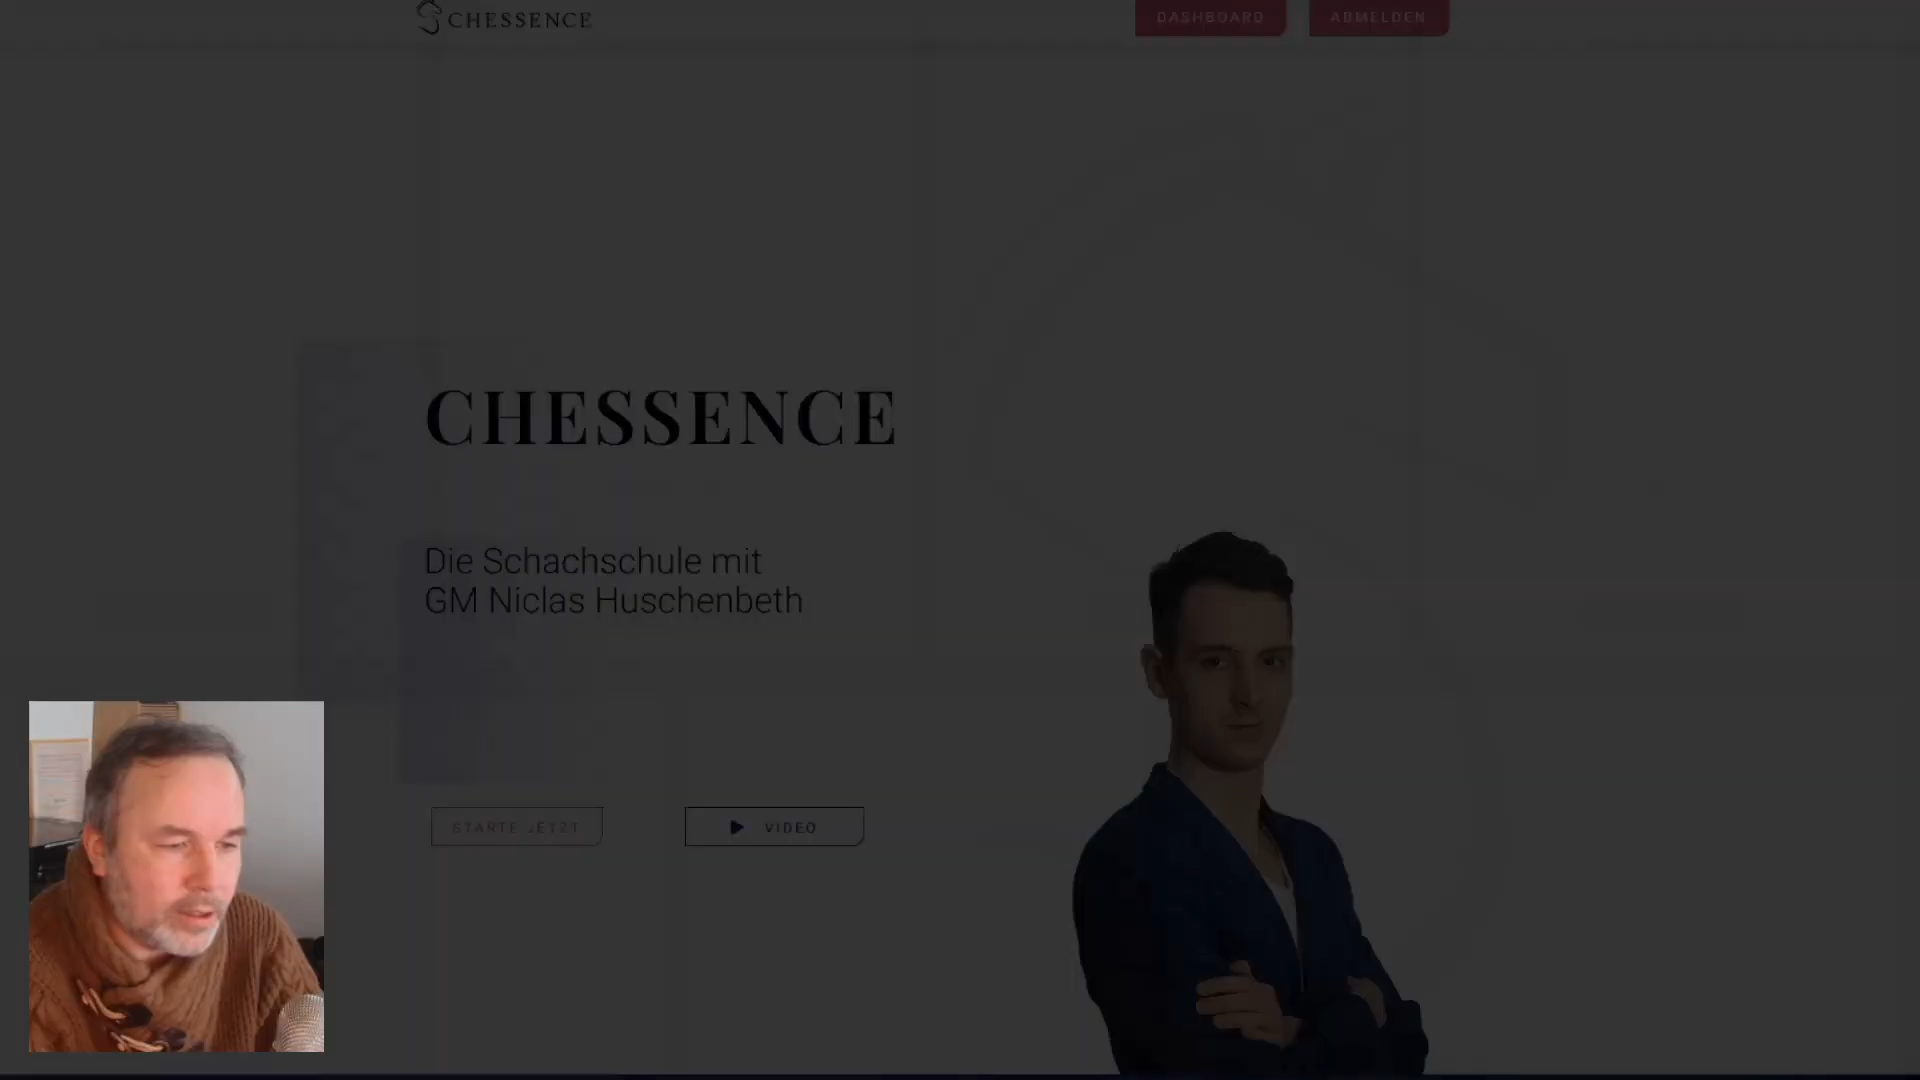 CHESSENCE
DASHBOARD
ABMELDEN
CHESSENCE
Die Schachschule mit
GM Niclas Huschenbeth
STARTE JETZT
VIDEO